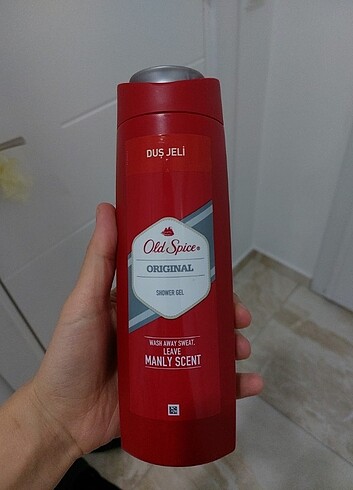 DUŞ JELİ
Old Spice®
ORIGINAL
SHOWER GEL
WASH AWAY SWEAT,
LEAVE
MANLY SCENT